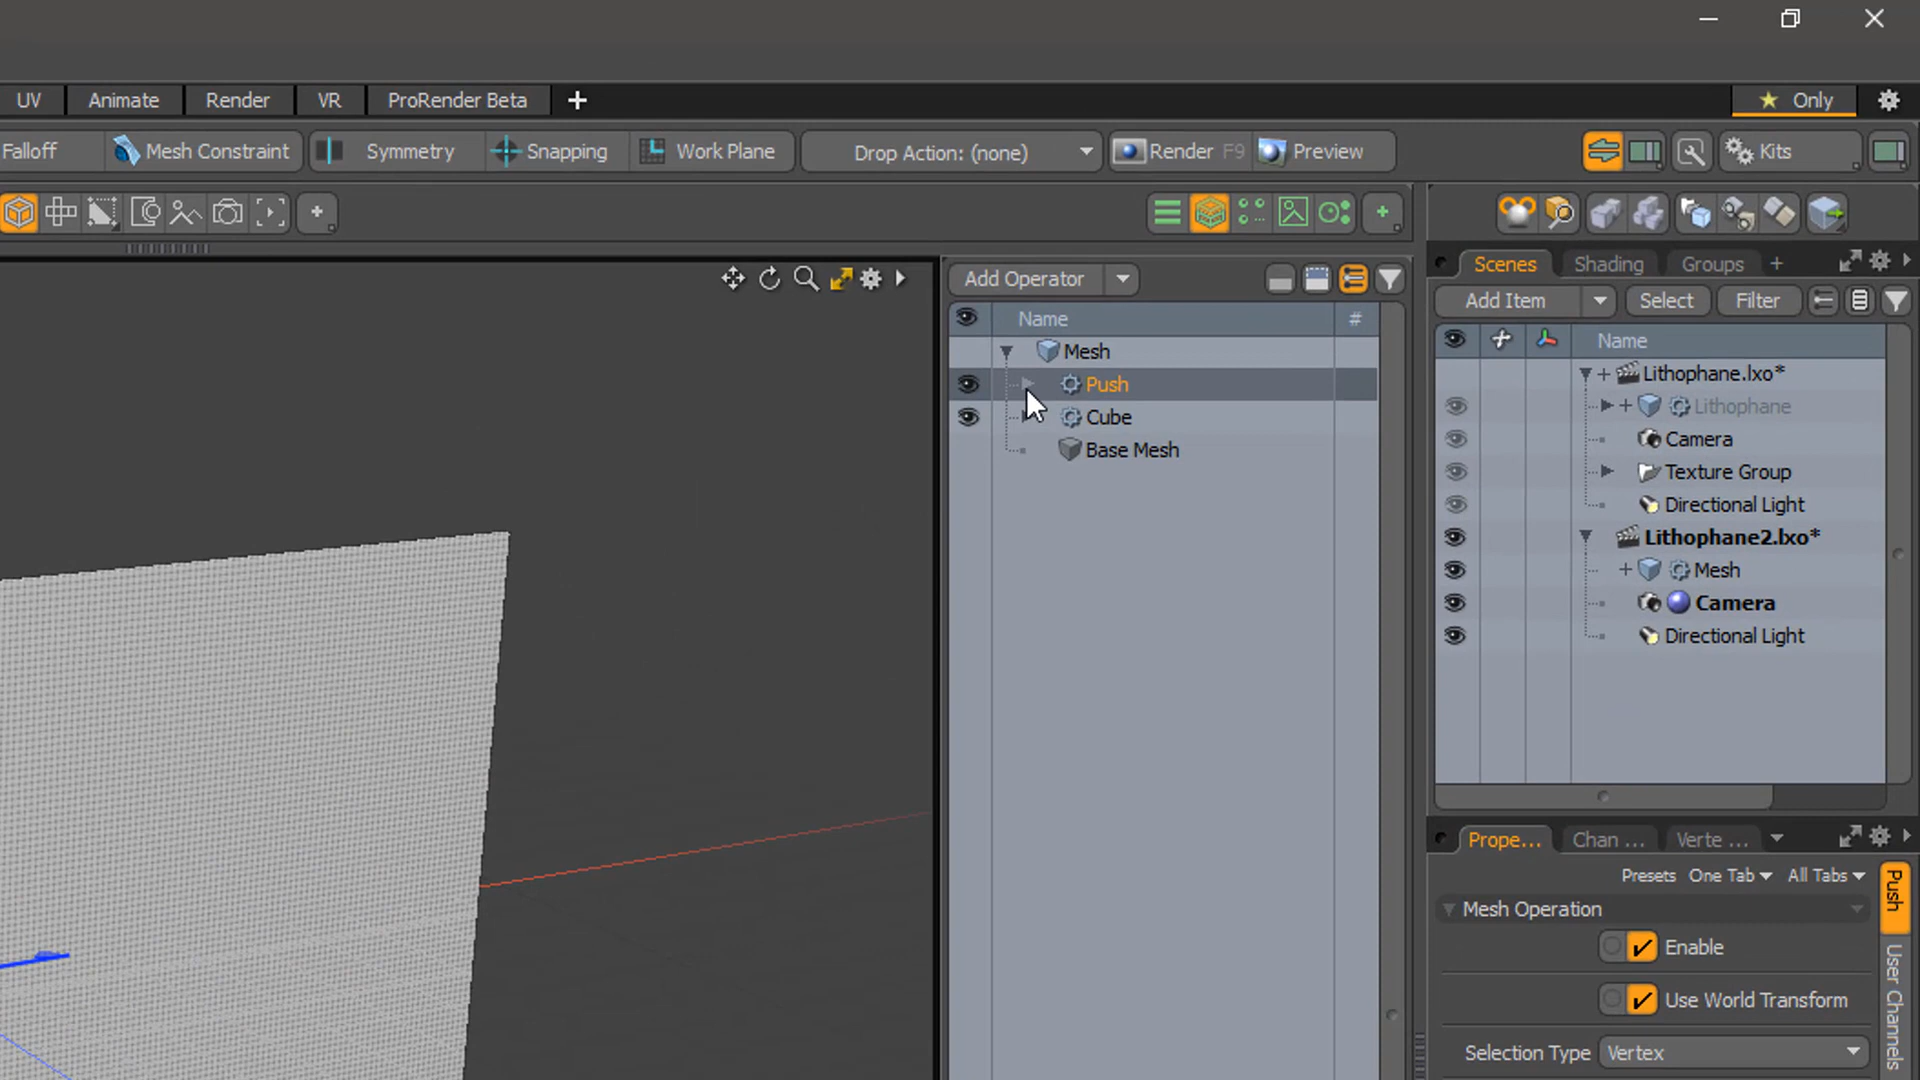 UV Animate Render VR ProRender Beta + Only
Falloff Mesh Constraint Symmetry Snapping Work Plane Drop Action: (none) Render F9 Preview Kits
Add Operator
Name #
Mesh
Push
Cube
Base Mesh
Scenes Shading Groups +
Add Item Select Filter
Name
Lithophane.lxo*
Lithophane
Camera
Texture Group
Directional Light
Lithophane2.lxo*
Mesh
Camera
Directional Light
Prope... Chan ... Verte ...
Presets One Tab All Tabs
Mesh Operation
Enable
Use World Transform
Selection Type Vertex
Push
User Channels